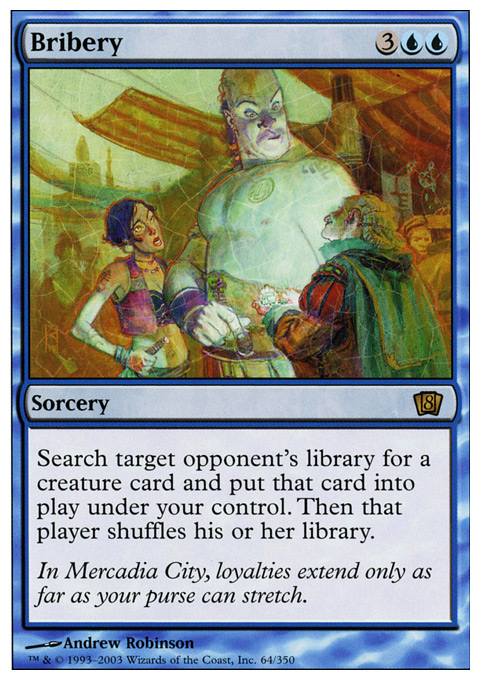 Bribery 3
Sorcery 8
Search target opponent's library for a
creature card and put that card into
play under your control. Then that
player shuffles his or her library.
In Mercadia City, loyalties extend only as
far as your purse can stretch.
Andrew Robinson
™ & © 1993–2003 Wizards of the Coast, Inc. 64/350